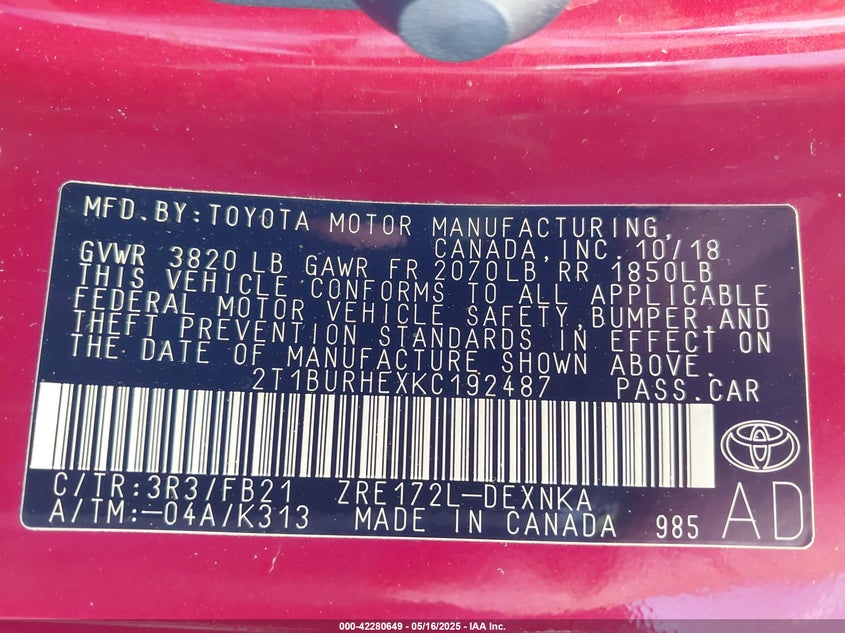 MFD.BY:TOYOTA MOTOR MANUFACTURING,
CANADA,INC. 10/18
GVWR 3820 LB GAWR FR 2070LB RR 1850LB
THIS VEHICLE CONFORMS TO ALL APPLICABLE
FEDERAL MOTOR VEHICLE SAFETY,BUMPER,AND
THEFT PREVENTION STANDARDS IN EFFECT ON
THE DATE OF MANUFACTURE SHOWN ABOVE.
2T1BURHEXKC192487 PASS.CAR
C/TR:3R3/FB21 ZRE172L-DEXNKA
A/TM:-04A/K313 MADE IN CANADA 985 AD
000-42280649 - 05/16/2025 - IAA Inc.